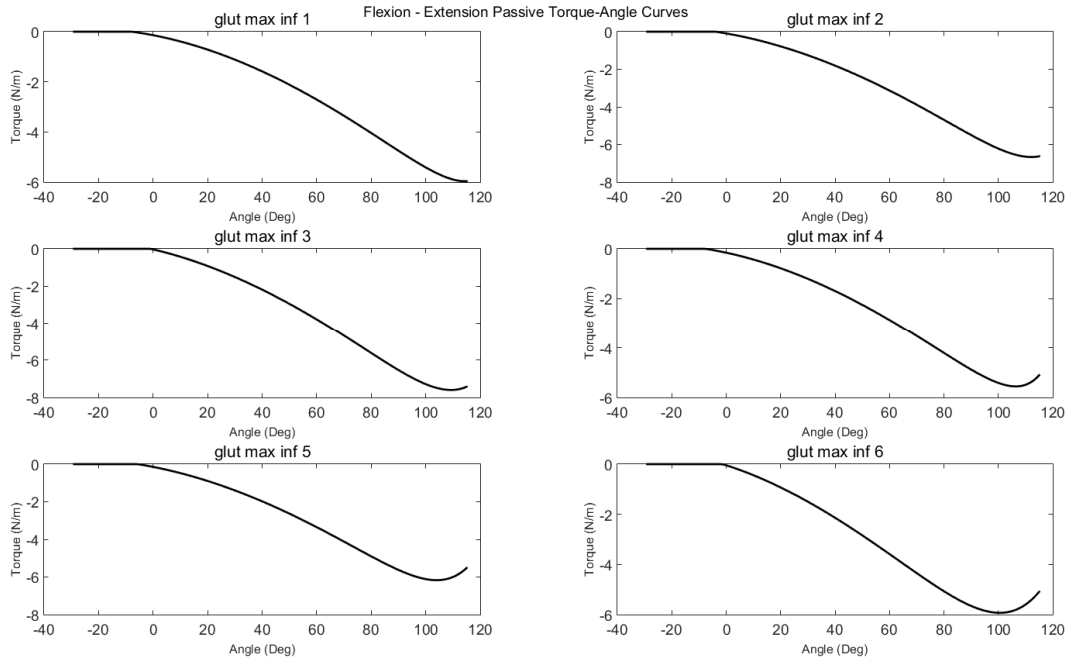 Flexion - Extension Passive Torque-Angle Curves
glut max inf 1
0
-2
-4
-6
Torque (N/m)
-40 -20 0 20 40 60 80 100 120
Angle (Deg)
glut max inf 2
0
-2
-4
-6
-8
Torque (N/m)
-40 -20 0 20 40 60 80 100 120
Angle (Deg)
glut max inf 3
0
-2
-4
-6
-8
Torque (N/m)
-40 -20 0 20 40 60 80 100 120
Angle (Deg)
glut max inf 4
0
-2
-4
-6
Torque (N/m)
-40 -20 0 20 40 60 80 100 120
Angle (Deg)
glut max inf 5
0
-2
-4
-6
-8
Torque (N/m)
-40 -20 0 20 40 60 80 100 120
Angle (Deg)
glut max inf 6
0
-2
-4
-6
Torque (N/m)
-40 -20 0 20 40 60 80 100 120
Angle (Deg)